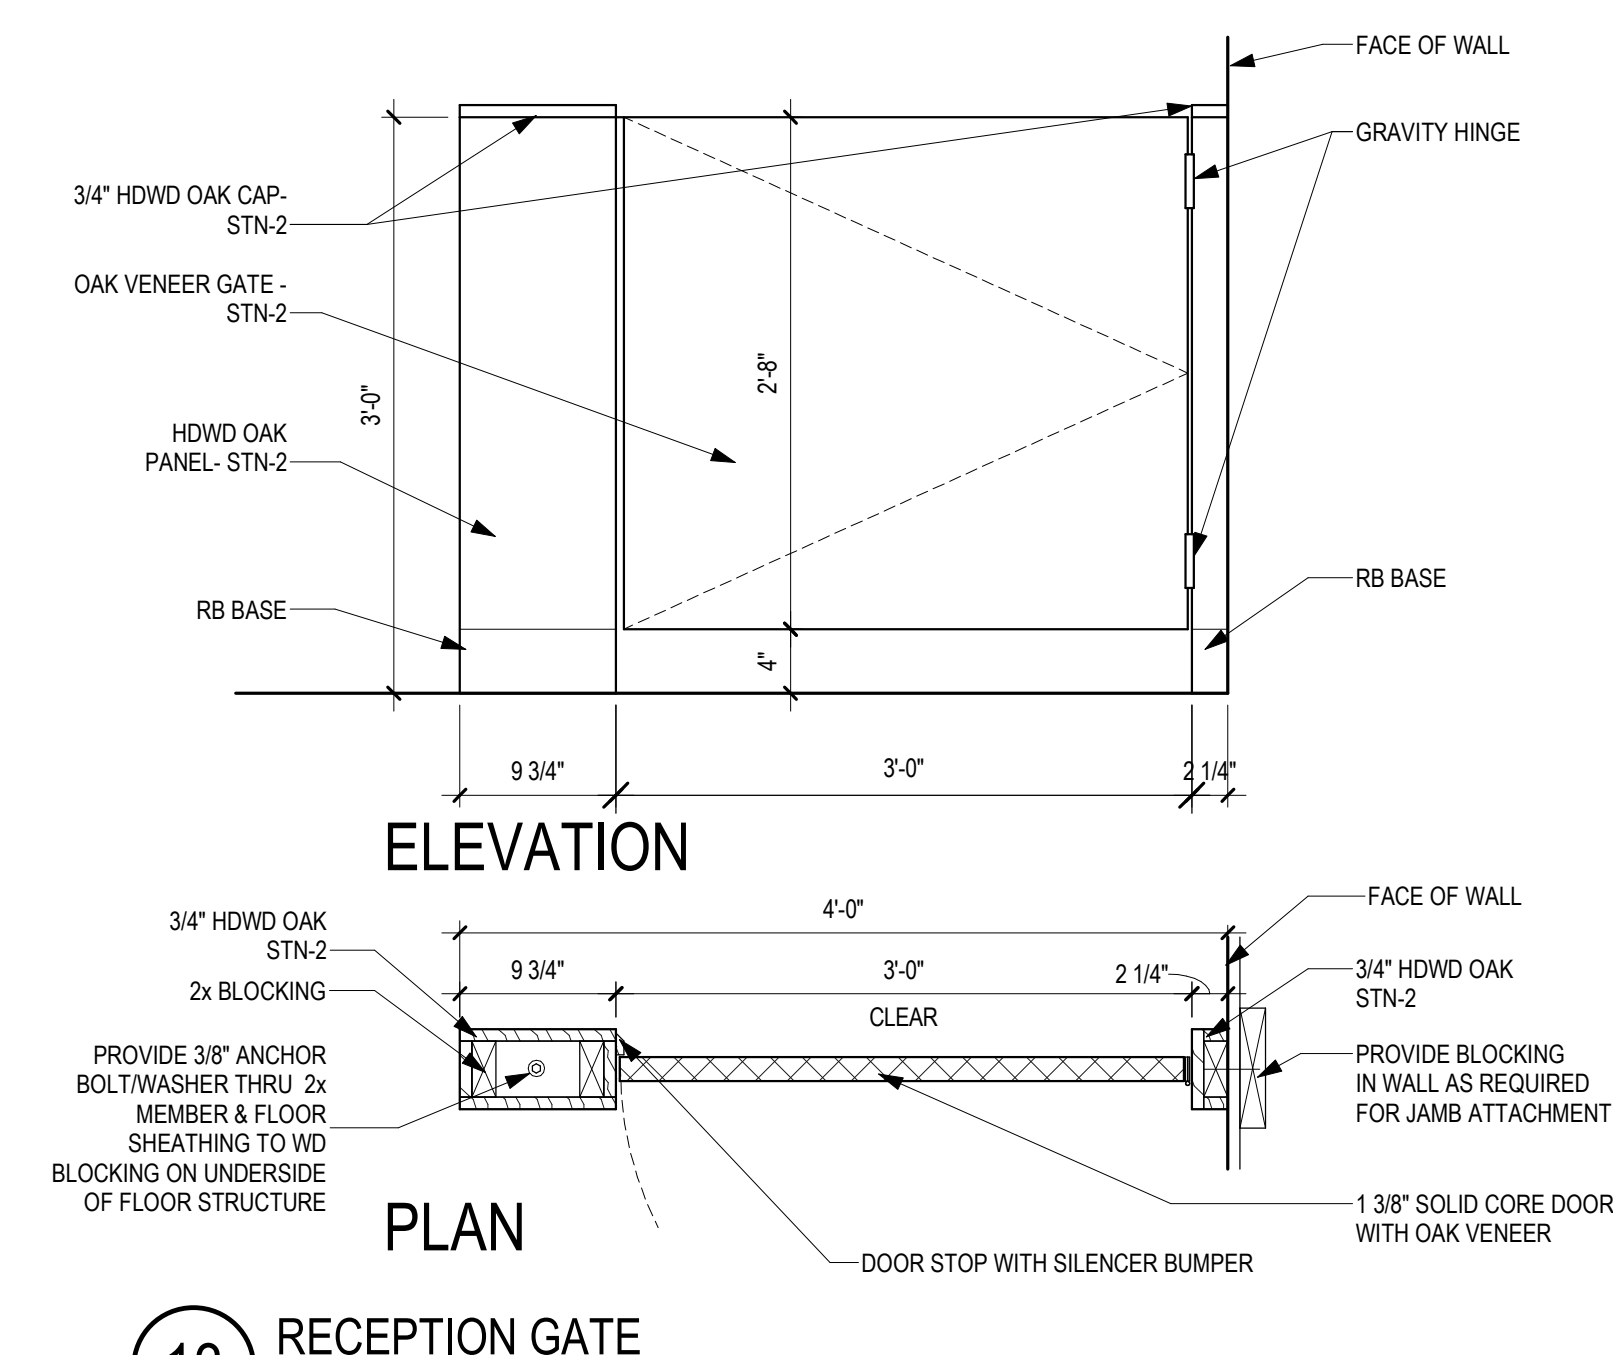 FACE OF WALL
GRAVITY HINGE
3/4" HDWD OAK CAP-
STN-2
OAK VENEER GATE -
STN-2
3'-0"
2'-8"
HDWD OAK
PANEL- STN-2
RB BASE
RB BASE
4"
9 3/4"
3'-0"
2 1/4"
ELEVATION
4'-0"
FACE OF WALL
3/4" HDWD OAK
STN-2
9 3/4"
3'-0"
2 1/4"
CLEAR
3/4" HDWD OAK
STN-2
2x BLOCKING
PROVIDE 3/8" ANCHOR
BOLT/WASHER THRU 2x
MEMBER & FLOOR
SHEATHING TO WD
BLOCKING ON UNDERSIDE
OF FLOOR STRUCTURE
PROVIDE BLOCKING
IN WALL AS REQUIRED
FOR JAMB ATTACHMENT
1 3/8" SOLID CORE DOOR
WITH OAK VENEER
PLAN
DOOR STOP WITH SILENCER BUMPER
RECEPTION GATE